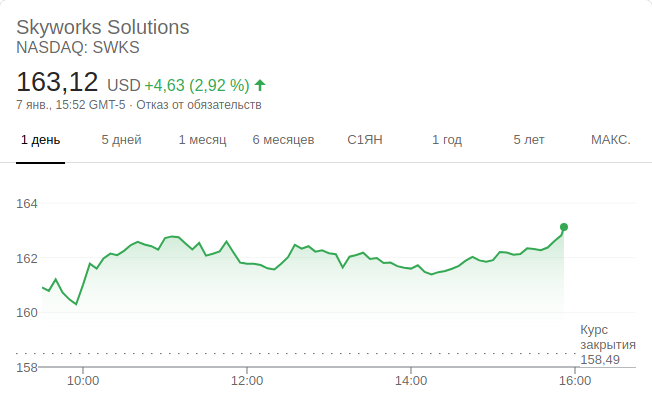 Skyworks Solutions
NASDAQ: SWKS
163,12 USD +4,63 (2,92 %)
7 янв., 15:52 GMT-5 · Отказ от обязательств
1 день 5 дней 1 месяц 6 месяцев С1ЯН 1 год 5 лет МАКС.
164
162
160
158
Курс
закрытия
158,49
10:00 12:00 14:00 16:00